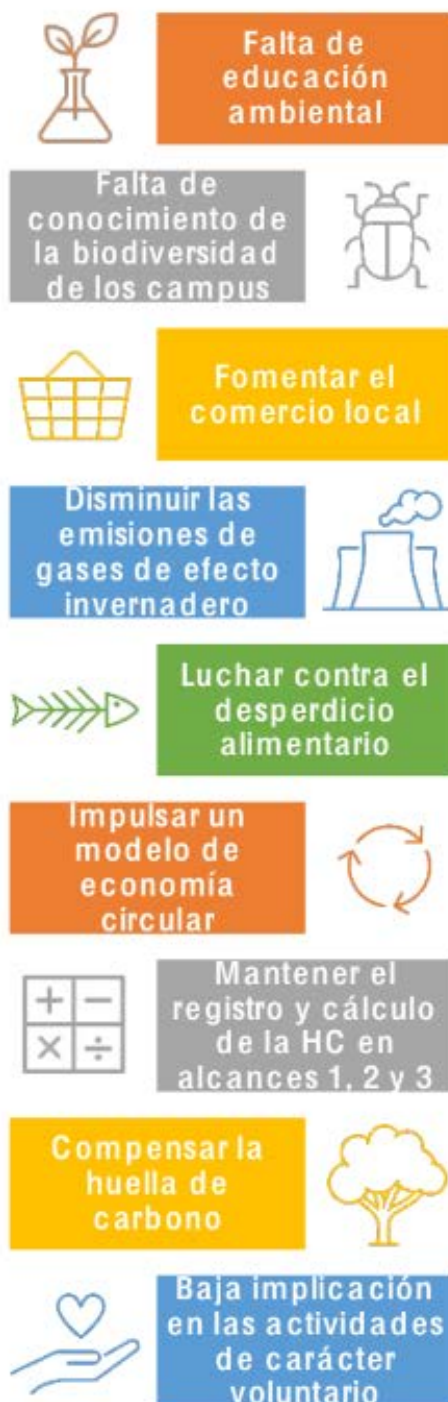 Falta de
educación
ambiental
Falta de
conocimiento de
la biodiversidad
de los campus
Fomentar el
comercio local
Disminuir las
emisiones de
gases de efecto
invernadero
Luchar contra el
desperdicio
alimentario
Impulsar un
modelo de
economía
circular
Mantener el
registro y cálculo
de la HC en
alcances 1, 2 y 3
Compensar la
huella de
carbono
Baja implicación
en las actividades
de carácter
voluntario